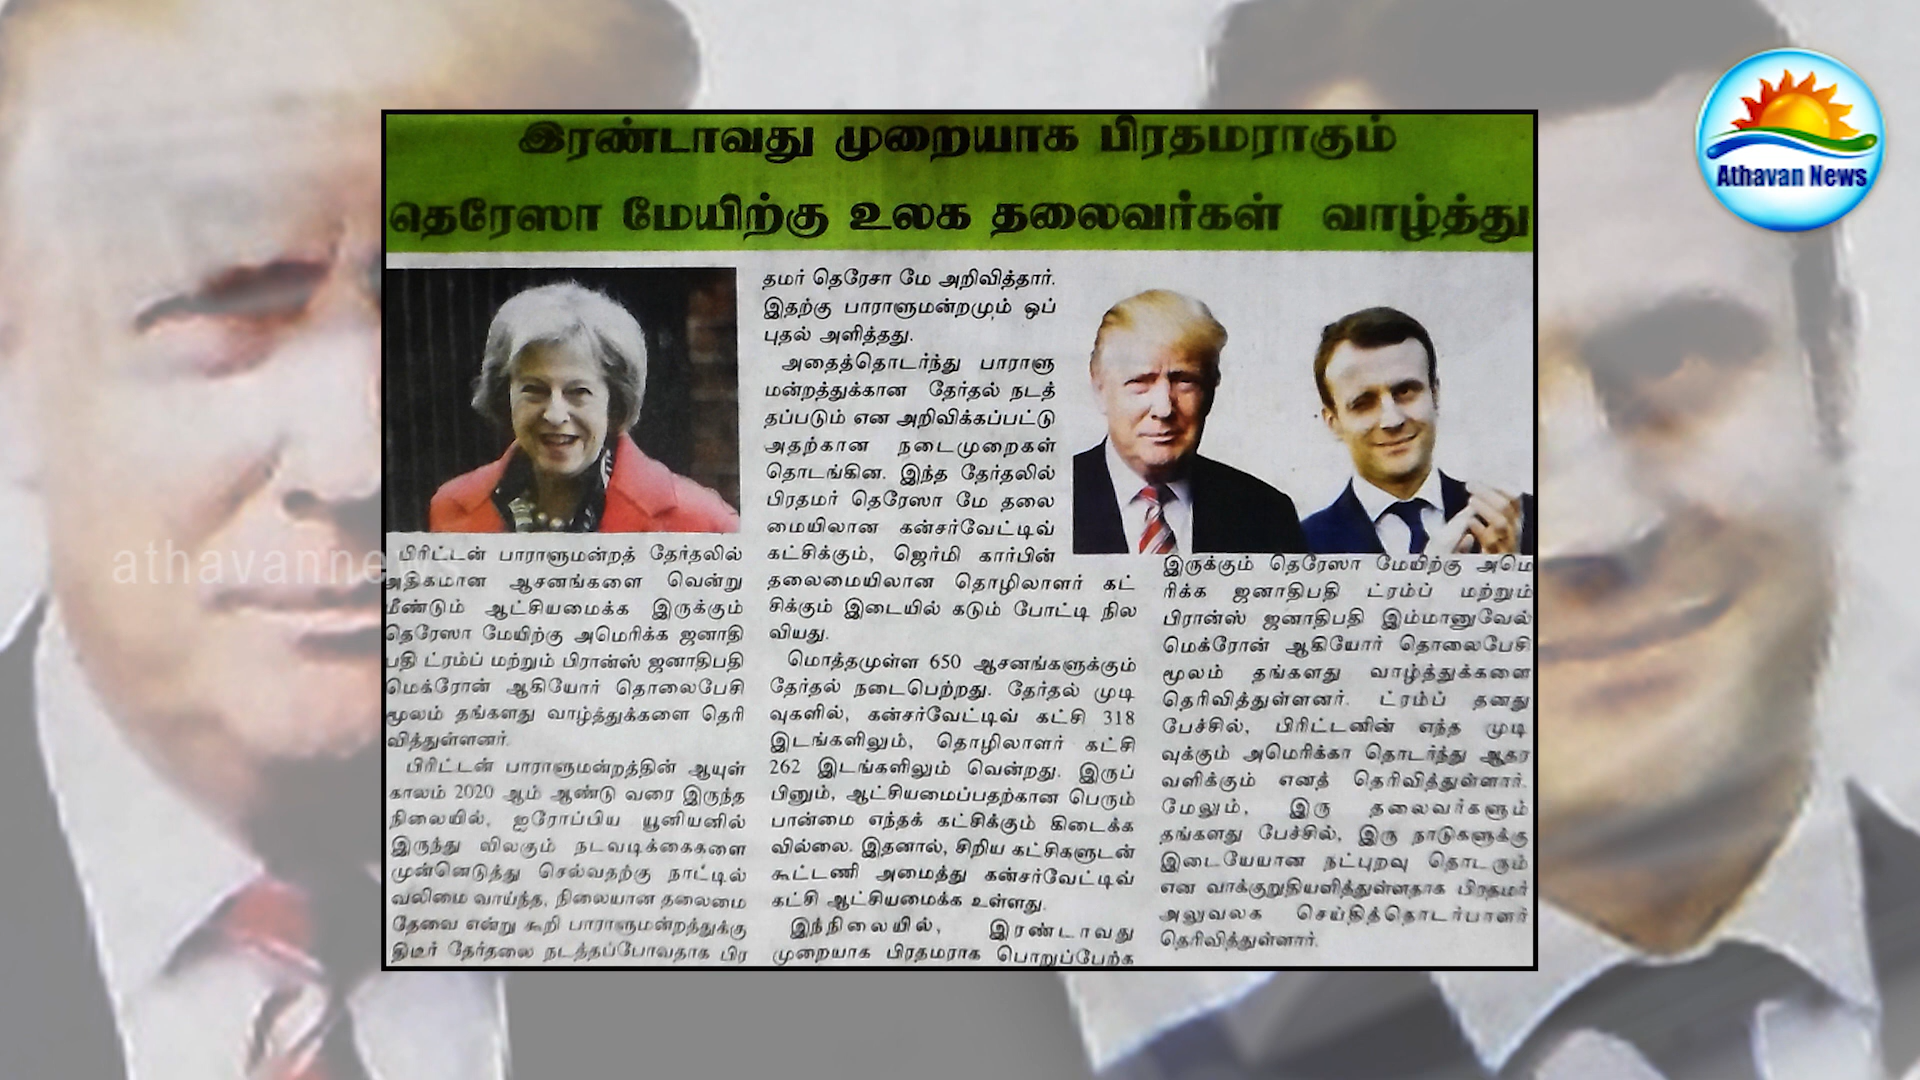 இரண்டாவது முறையாக பிரதமராகும்
தெரேஸா மேயிற்கு உலக தலைவர்கள் வாழ்த்து
பிரிட்டன் பாராளுமன்றத் தேர்தலில்
அதிகமான ஆசனங்களை வென்று
மீண்டும் ஆட்சியமைக்க இருக்கும்
தெரேஸா மேயிற்கு அமெரிக்க ஜனாதி
பதி ட்ரம்ப் மற்றும் பிரான்ஸ் ஜனாதிபதி
மெக்ரோன் ஆகியோர் தொலைபேசி
மூலம் தங்களது வாழ்த்துக்களை தெரி
வித்துள்ளனர்.
பிரிட்டன் பாராளுமன்றத்தின் ஆயுள்
காலம் 2020 ஆம் ஆண்டு வரை இருந்த
நிலையில், ஐரோப்பிய யூனியனில்
இருந்து விலகும் நடவடிக்கைகளை
முன்னெடுத்து செல்வதற்கு நாட்டில்
வலிமை வாய்ந்த, நிலையான தலைமை
தேவை என்று கூறி பாராளுமன்றத்துக்கு
திடீர் தேர்தலை நடத்தப்போவதாக பிர
தமர் தெரேசா மே அறிவித்தார்.
இதற்கு பாராளுமன்றமும் ஒப்
புதல் அளித்தது.
அதைத்தொடர்ந்து பாராளு
மன்றத்துக்கான தேர்தல் நடத்
தப்படும் என அறிவிக்கப்பட்டு
அதற்கான நடைமுறைகள்
தொடங்கின. இந்த தேர்தலில்
பிரதமர் தெரேஸா மே தலை
மையிலான கன்சர்வேட்டிவ்
கட்சிக்கும், ஜெர்மி கார்பின்
தலைமையிலான தொழிலாளர் கட்
சிக்கும் இடையில் கடும் போட்டி நில
வியது.
மொத்தமுள்ள 650 ஆசனங்களுக்கும்
தேர்தல் நடைபெற்றது. தேர்தல் முடி
வுகளில், கன்சர்வேட்டிவ் கட்சி 318
இடங்களிலும், தொழிலாளர் கட்சி
262 இடங்களிலும் வென்றது. இருப்
பினும், ஆட்சியமைப்பதற்கான பெரும்
பான்மை எந்தக் கட்சிக்கும் கிடைக்க
வில்லை. இதனால், சிறிய கட்சிகளுடன்
கூட்டணி அமைத்து கன்சர்வேட்டிவ்
கட்சி ஆட்சியமைக்க உள்ளது.
இந்நிலையில், இரண்டாவது
முறையாக பிரதமராக பொறுப்பேற்க
இருக்கும் தெரேஸா மேயிற்கு அமெ
ரிக்க ஜனாதிபதி ட்ரம்ப் மற்றும்
பிரான்ஸ் ஜனாதிபதி இம்மானுவேல்
மெக்ரோன் ஆகியோர் தொலைபேசி
மூலம் தங்களது வாழ்த்துக்களை
தெரிவித்துள்ளனர். ட்ரம்ப் தனது
பேச்சில், பிரிட்டனின் எந்த முடி
வுக்கும் அமெரிக்கா தொடர்ந்து ஆதர
வளிக்கும் எனத் தெரிவித்துள்ளார்.
மேலும், இரு தலைவர்களும்
தங்களது பேச்சில், இரு நாடுகளுக்கு
இடையேயான நட்புறவு தொடரும்
என வாக்குறுதியளித்துள்ளதாக பிரதமர்
அலுவலக செய்தித்தொடர்பாளர்
தெரிவித்துள்ளார்.
Athavan News
athavannews